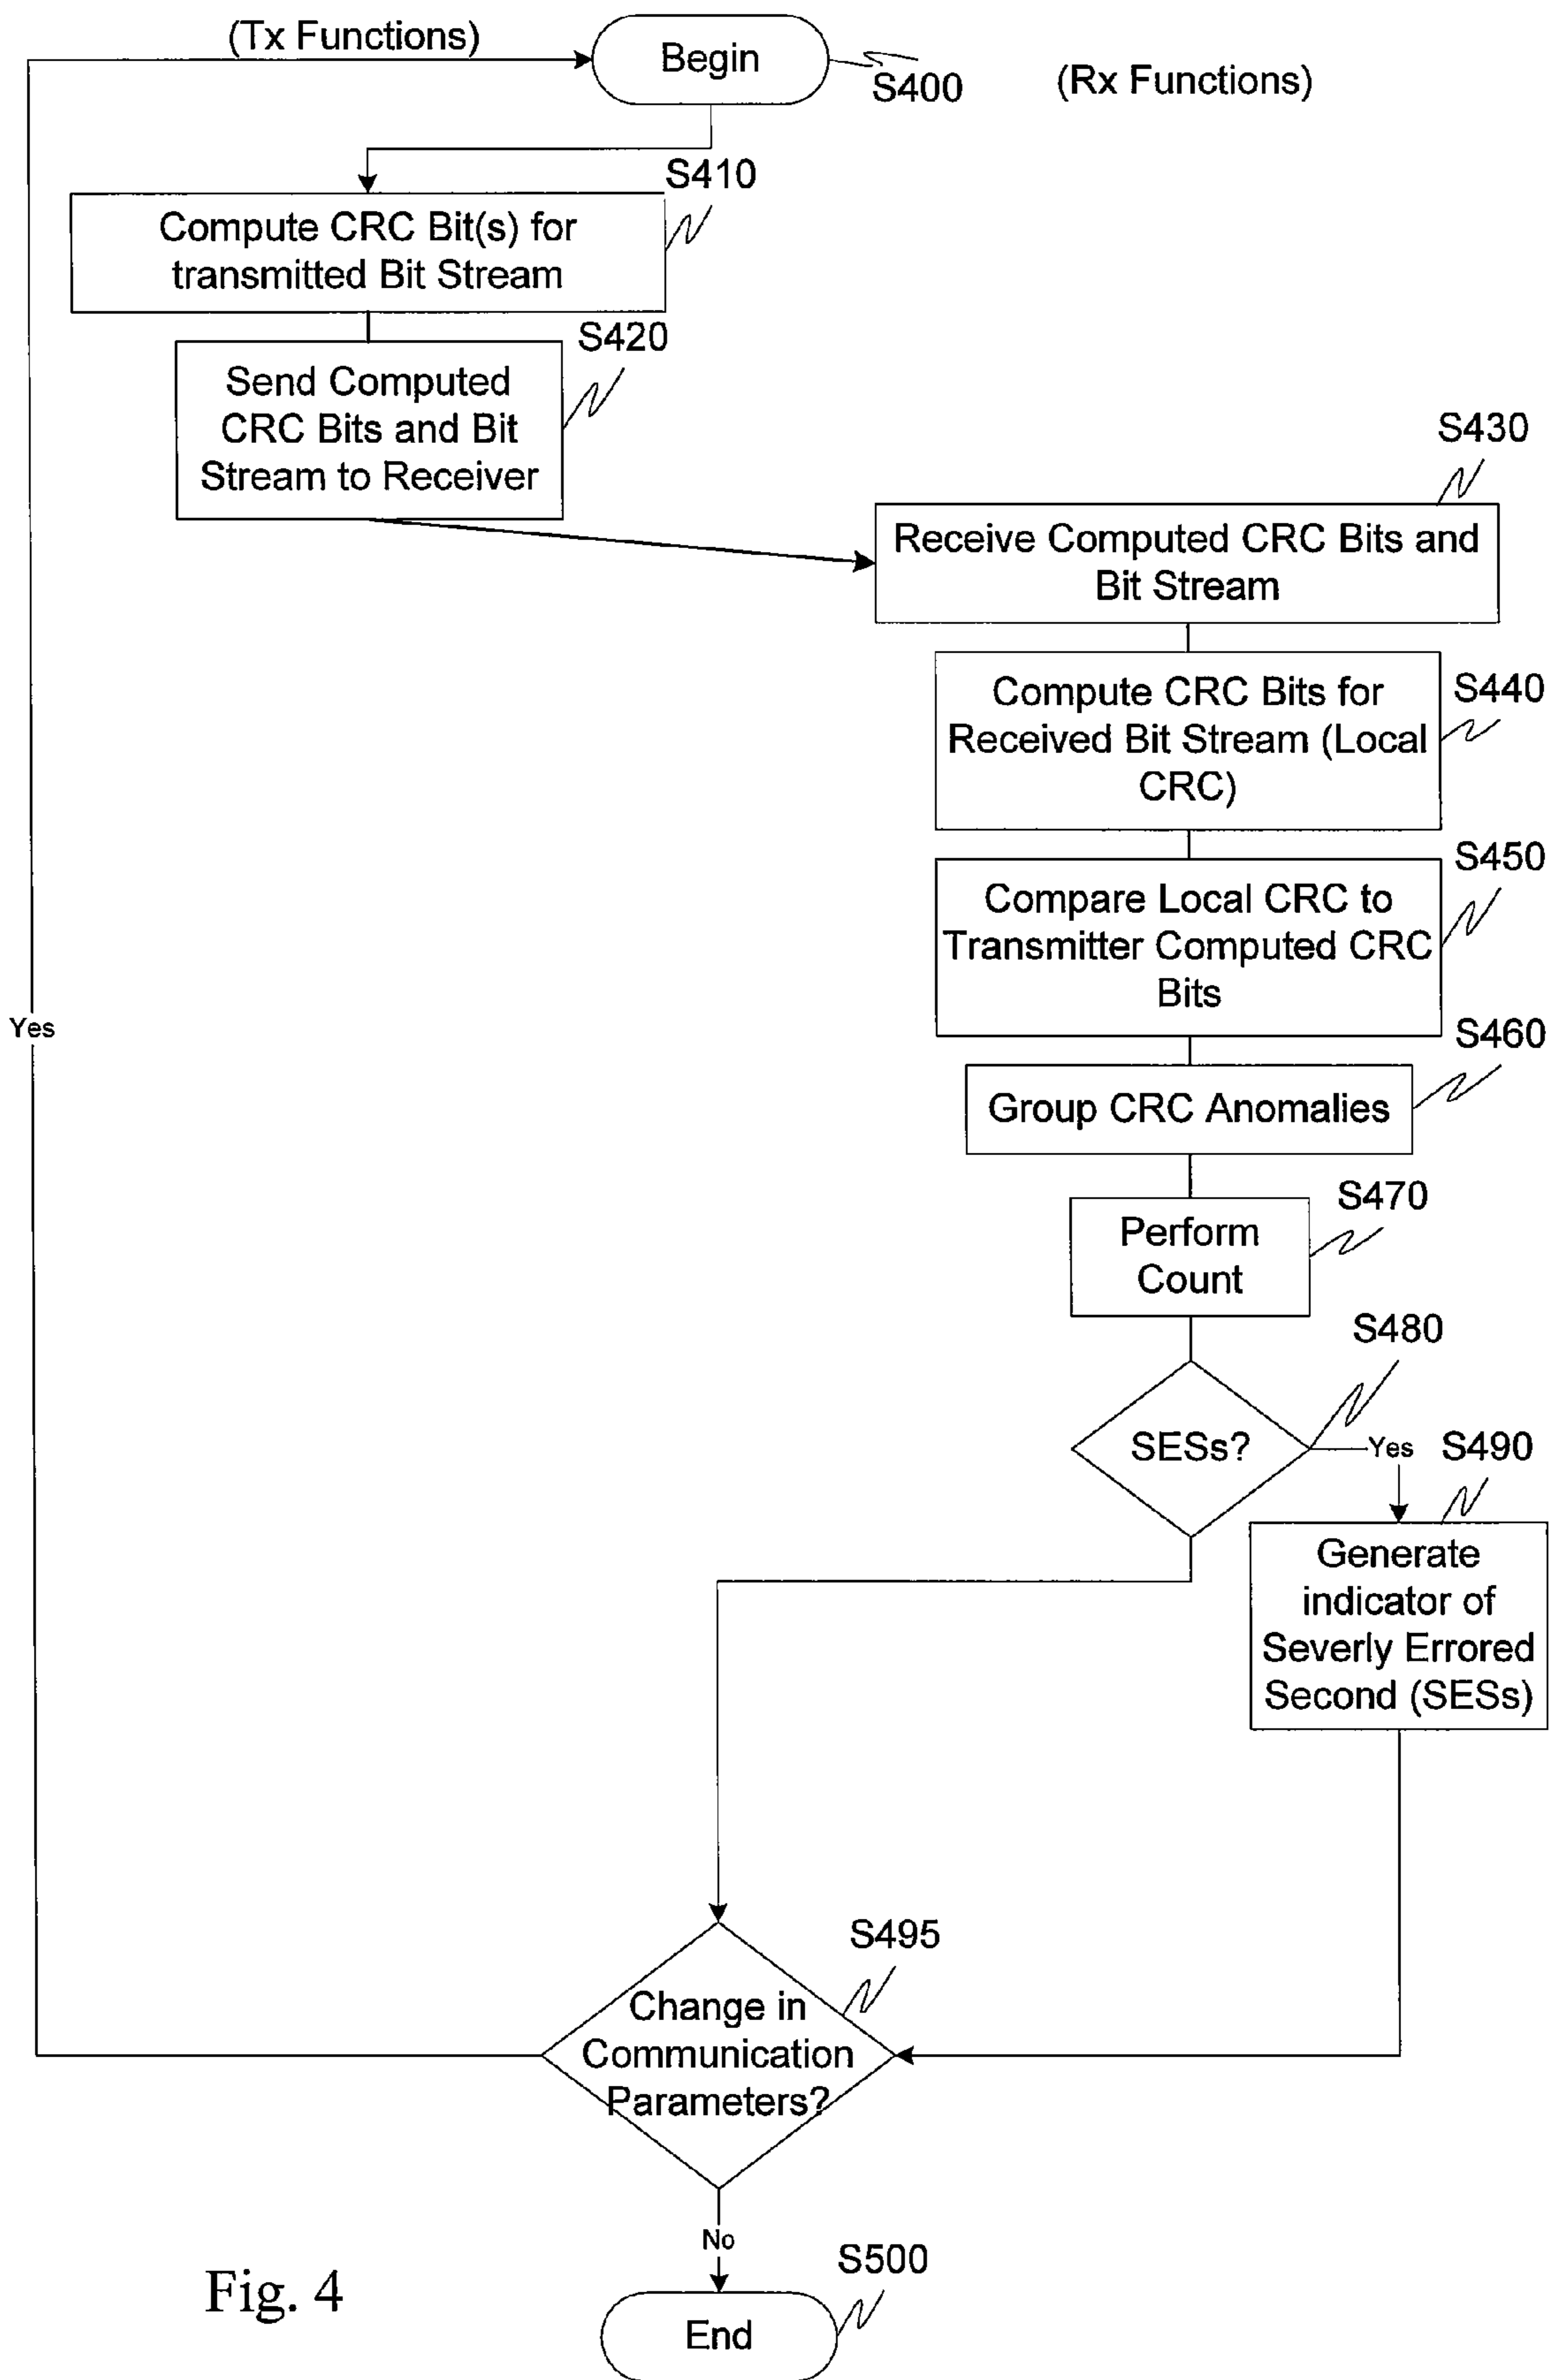 (Tx Functions)
Begin
S400
(Rx Functions)
S410
Compute CRC Bit(s) for
transmitted Bit Stream
S420
Send Computed
CRC Bits and Bit
Stream to Receiver
S430
Receive Computed CRC Bits and
Bit Stream
S440
Compute CRC Bits for
Received Bit Stream (Local
CRC)
S450
Compare Local CRC to
Transmitter Computed CRC
Bits
Yes
S460
Group CRC Anomalies
S470
Perform
Count
S480
SESs?
Yes
S490
Generate
indicator of
Severly Errored
Second (SESs)
S495
Change in
Communication
Parameters?
No
S500
End
Fig. 4